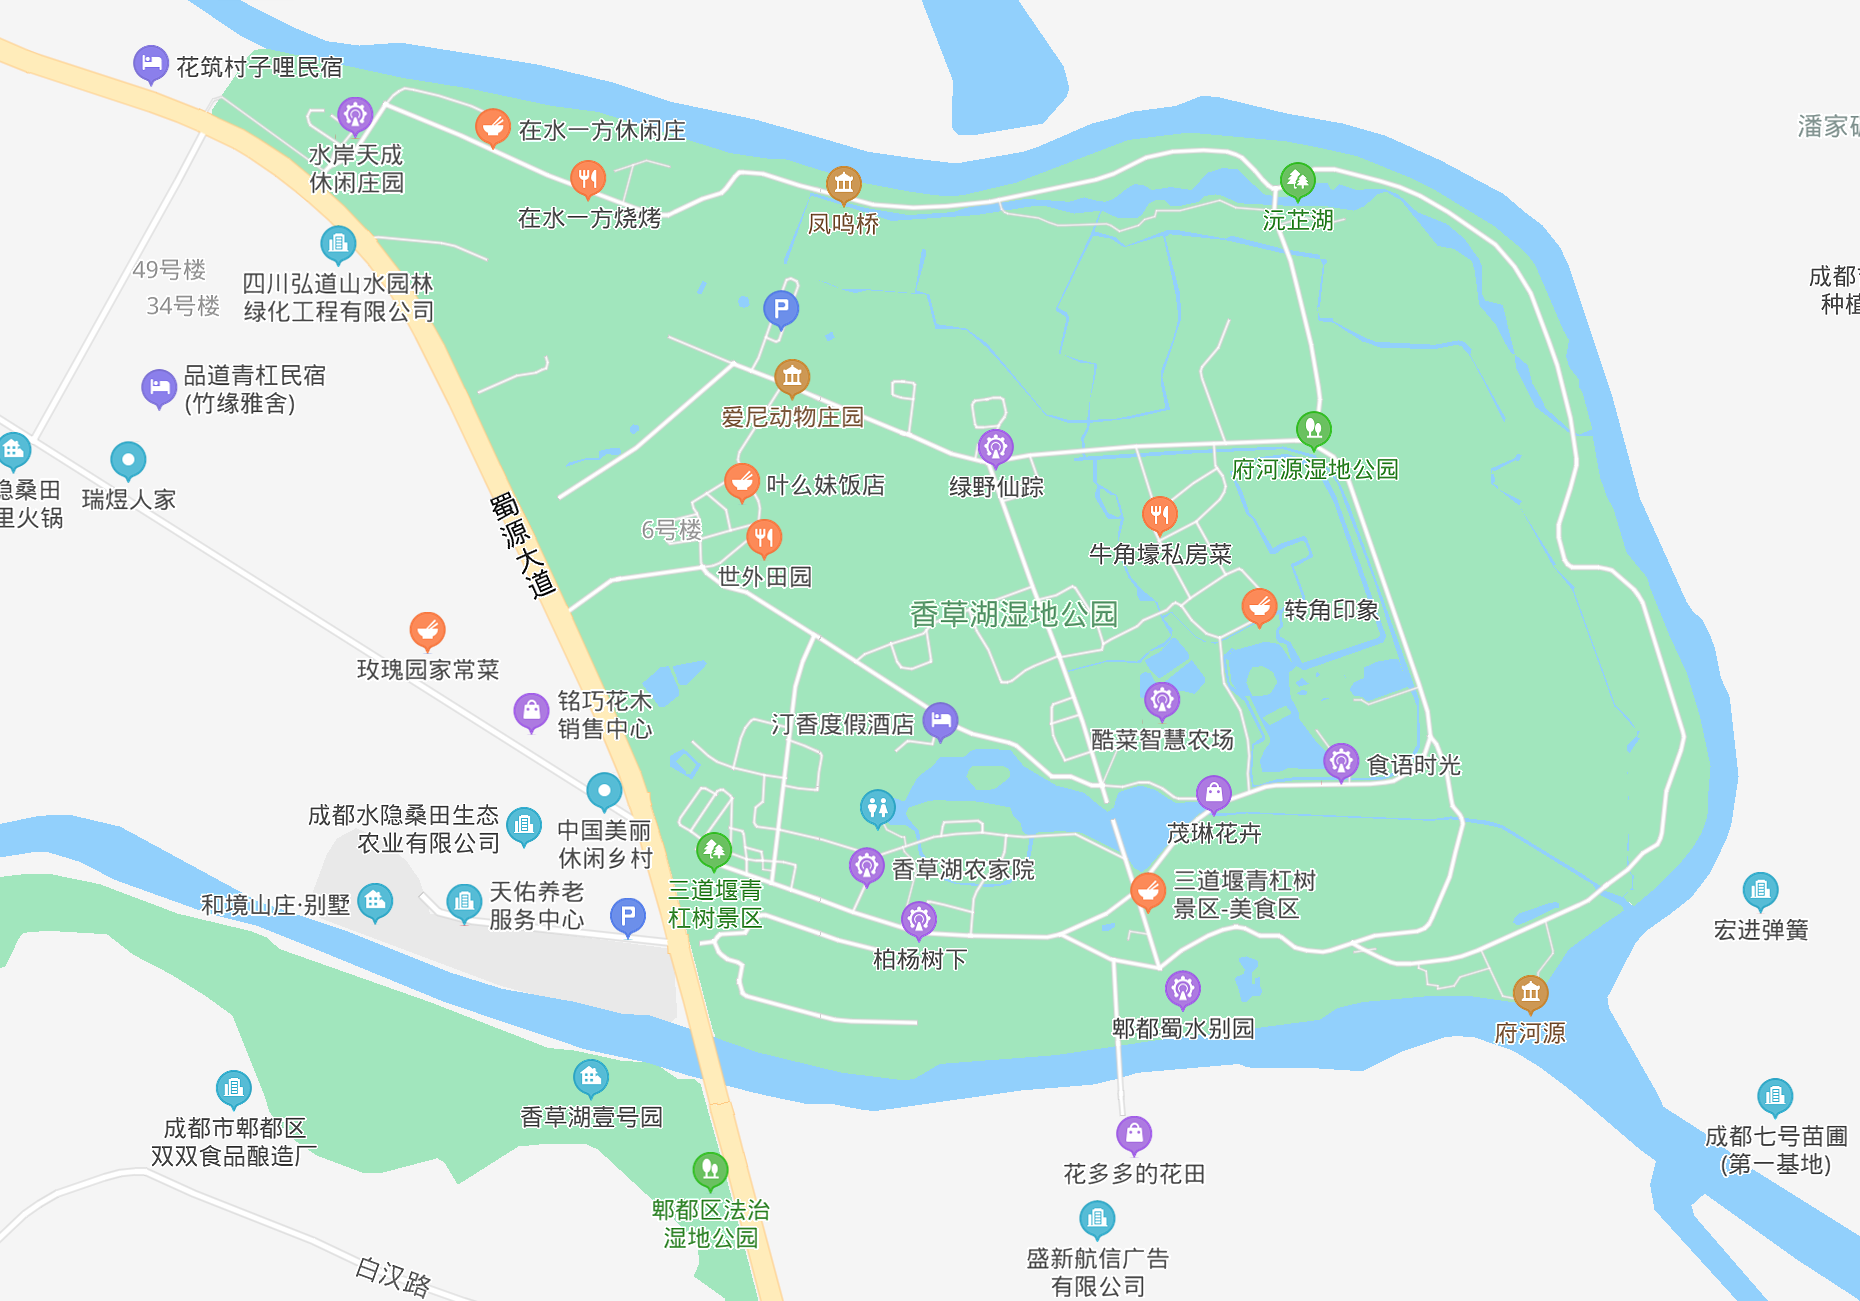 花筑村子哩民宿
水岸天成
休闲庄园
在水一方休闲庄
在水一方烧烤
凤鸣桥
沅芷湖
潘家
49号楼
34号楼
四川弘道山水园林
绿化工程有限公司
成都
种植
P
品道青杠民宿
(竹缘雅舍)
爱尼动物庄园
隐桑田
里火锅
瑞煜人家
蜀源大道
叶么妹饭店
6号楼
世外田园
绿野仙踪
府河源湿地公园
牛角壕私房菜
香草湖湿地公园
转角印象
玫瑰园家常菜
铭巧花木
销售中心
汀香度假酒店
酷菜智慧农场
食语时光
成都水隐桑田生态
农业有限公司
中国美丽
休闲乡村
茂琳花卉
和境山庄·别墅
天佑养老
服务中心
P
三道堰青
杠树景区
香草湖农家院
三道堰青杠树
景区-美食区
柏杨树下
宏进弹簧
郫都蜀水别园
府河源
成都市郫都区
双双食品酿造厂
香草湖壹号园
花多多的花田
成都七号苗圃
(第一基地)
郫都区法治
湿地公园
白汉路
盛新航信广告
有限公司